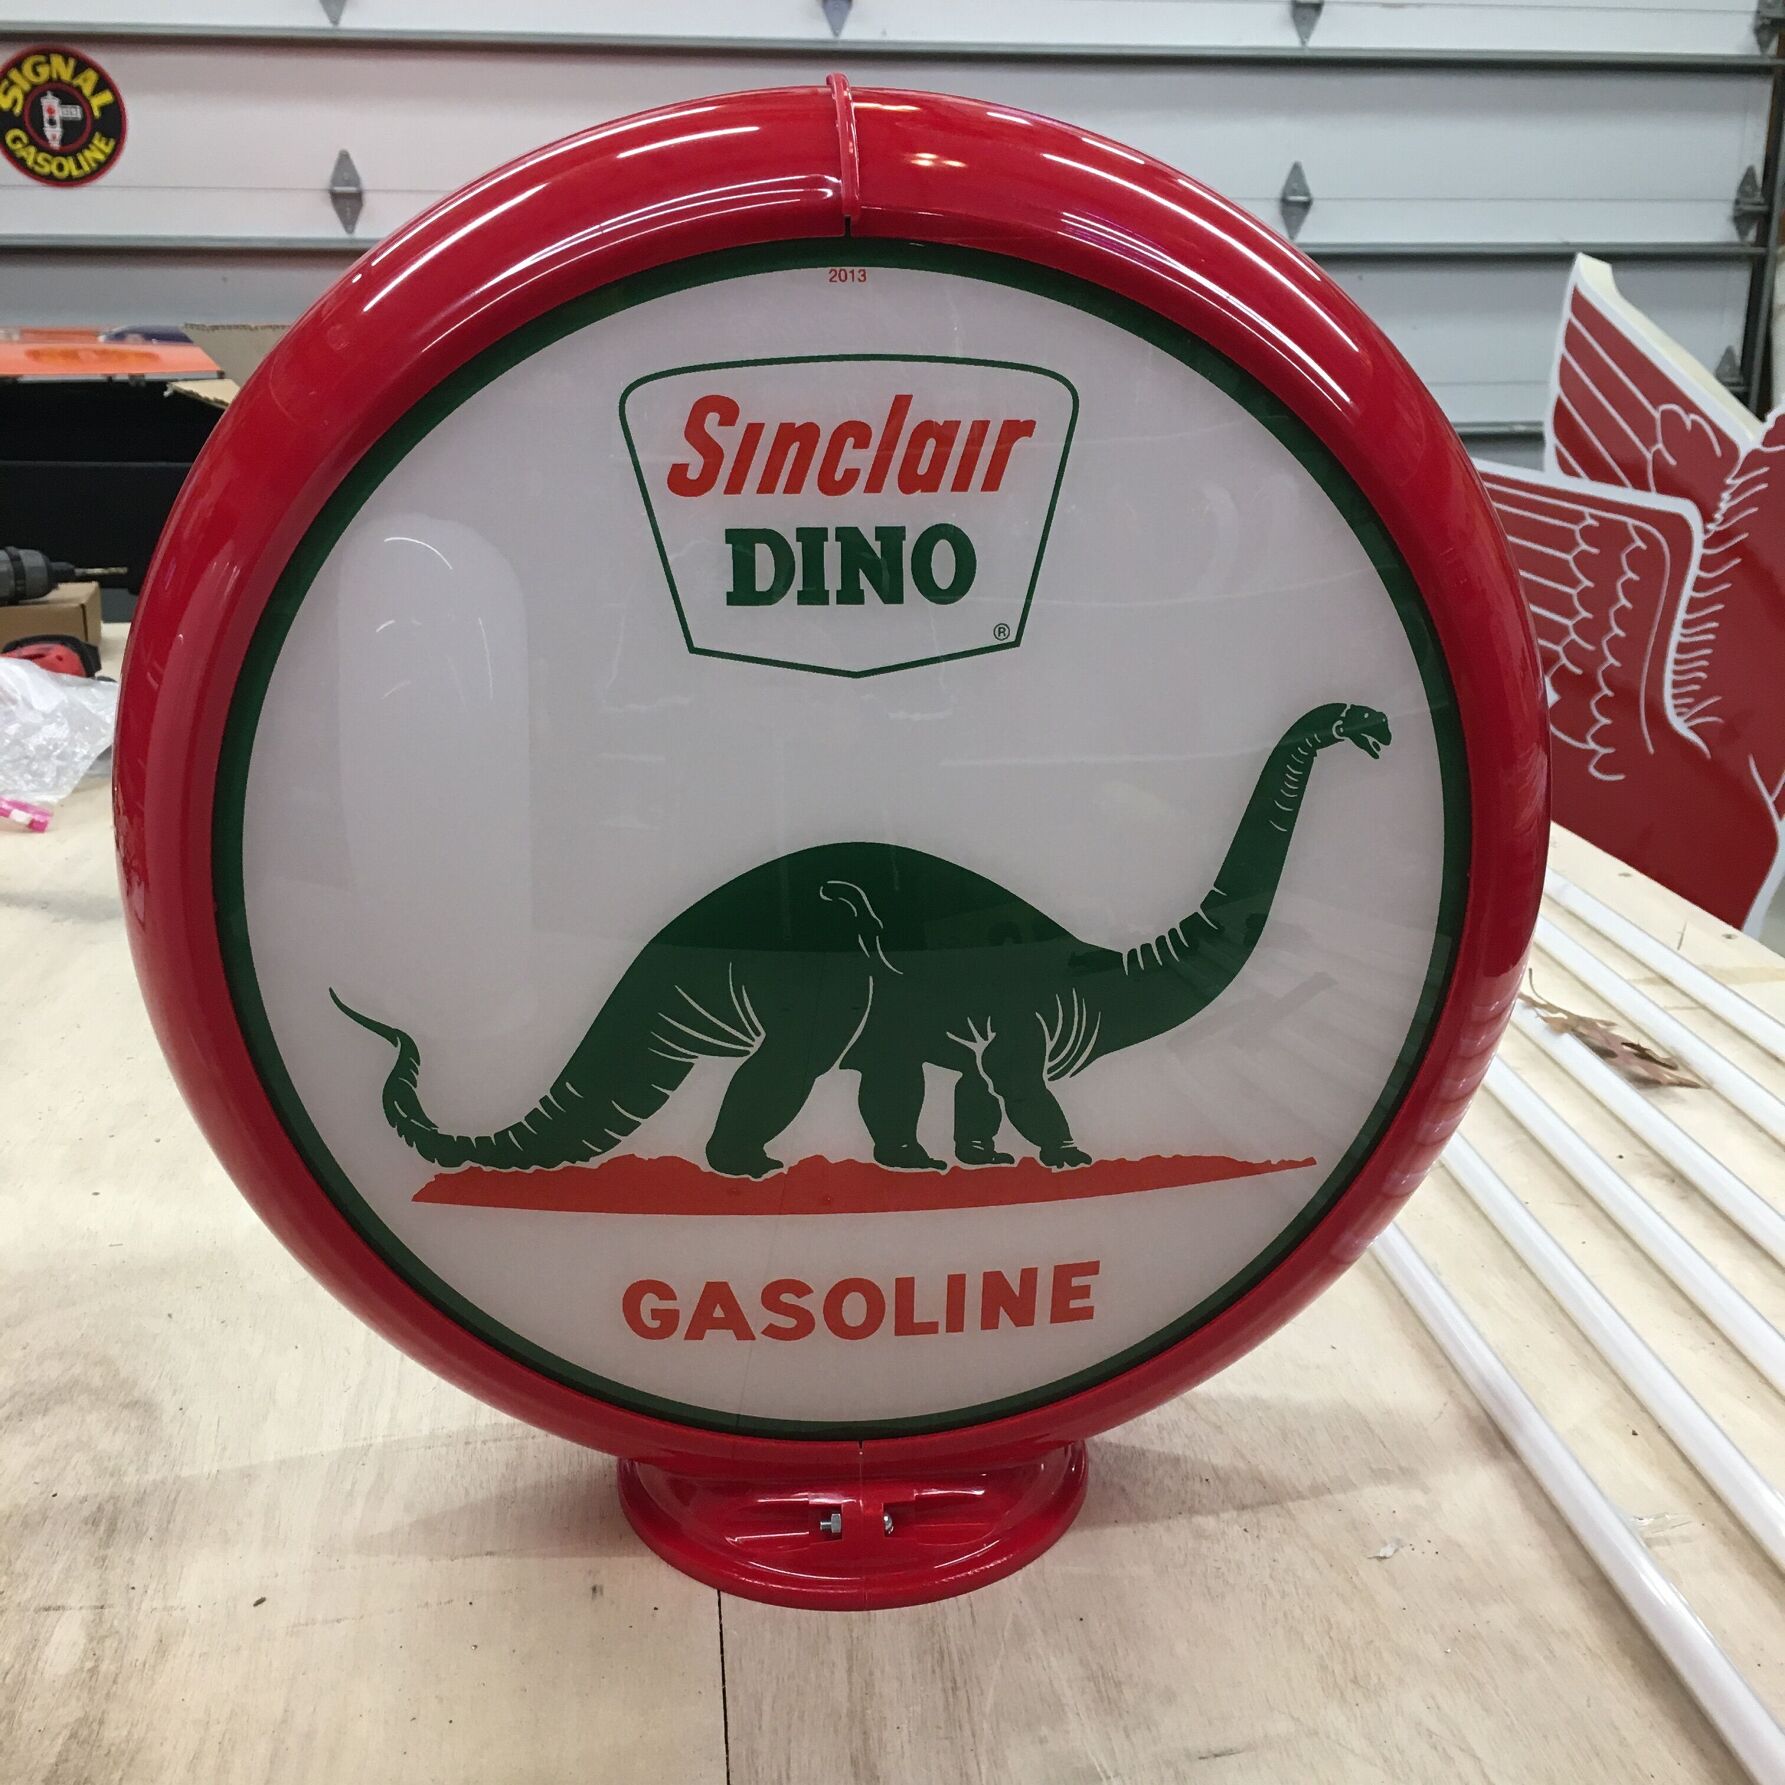 SIGNAL
GASOLINE
2013
Sinclair
DINO
®
GASOLINE